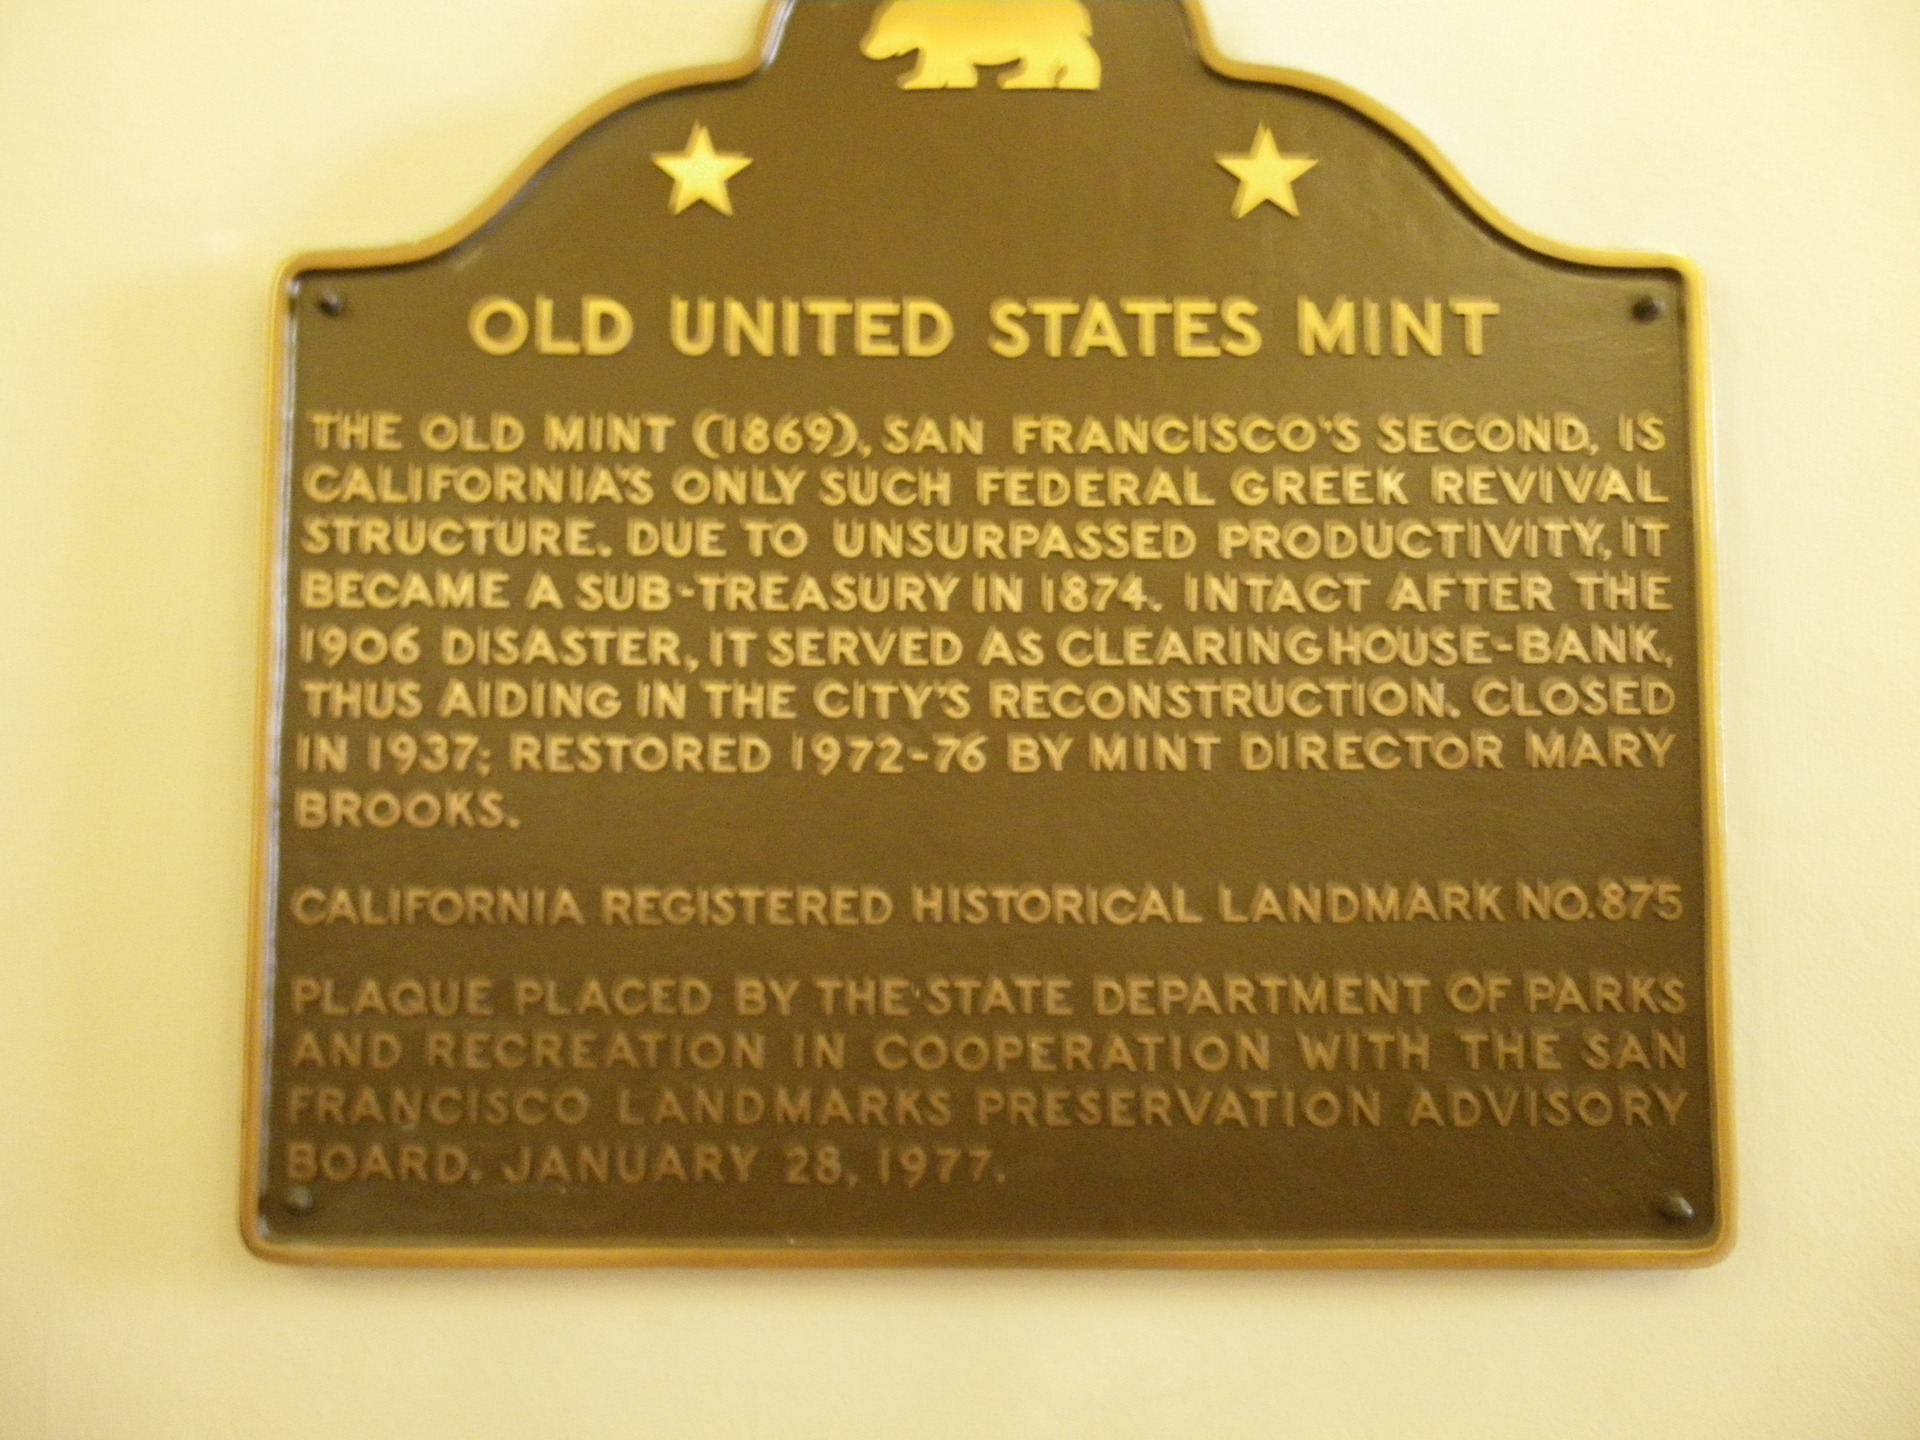 OLD UNITED STATES MINT
THE OLD MINT (1869), SAN FRANCISCO'S SECOND, IS
CALIFORNIA'S ONLY SUCH FEDERAL GREEK REVIVAL
STRUCTURE. DUE TO UNSURPASSED PRODUCTIVITY, IT
BECAME A SUB-TREASURY IN 1874. INTACT AFTER THE
1906 DISASTER, IT SERVED AS CLEARINGHOUSE-BANK,
THUS AIDING IN THE CITY'S RECONSTRUCTION. CLOSED
IN 1937; RESTORED 1972-76 BY MINT DIRECTOR MARY
BROOKS.
CALIFORNIA REGISTERED HISTORICAL LANDMARK NO.875
PLAQUE PLACED BY THE STATE DEPARTMENT OF PARKS
AND RECREATION IN COOPERATION WITH THE SAN
FRANCISCO LANDMARKS PRESERVATION ADVISORY
BOARD, JANUARY 28, 1977.